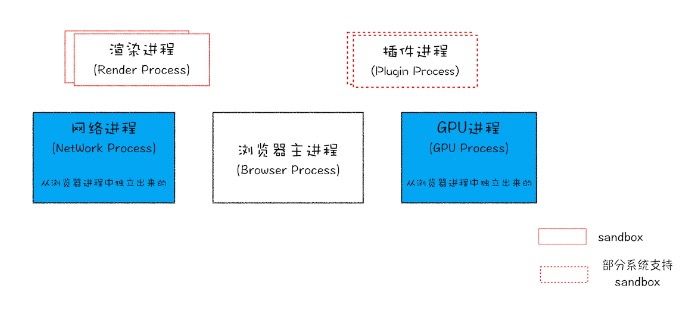 渲染进程
(Render Process)
插件进程
(Plugin Process)
网络进程
(NetWork Process)
从浏览器进程中独立出来的
浏览器主进程
(Browser Process)
GPU进程
(GPU Process)
从浏览器进程中独立出来的
sandbox
部分系统支持
sandbox